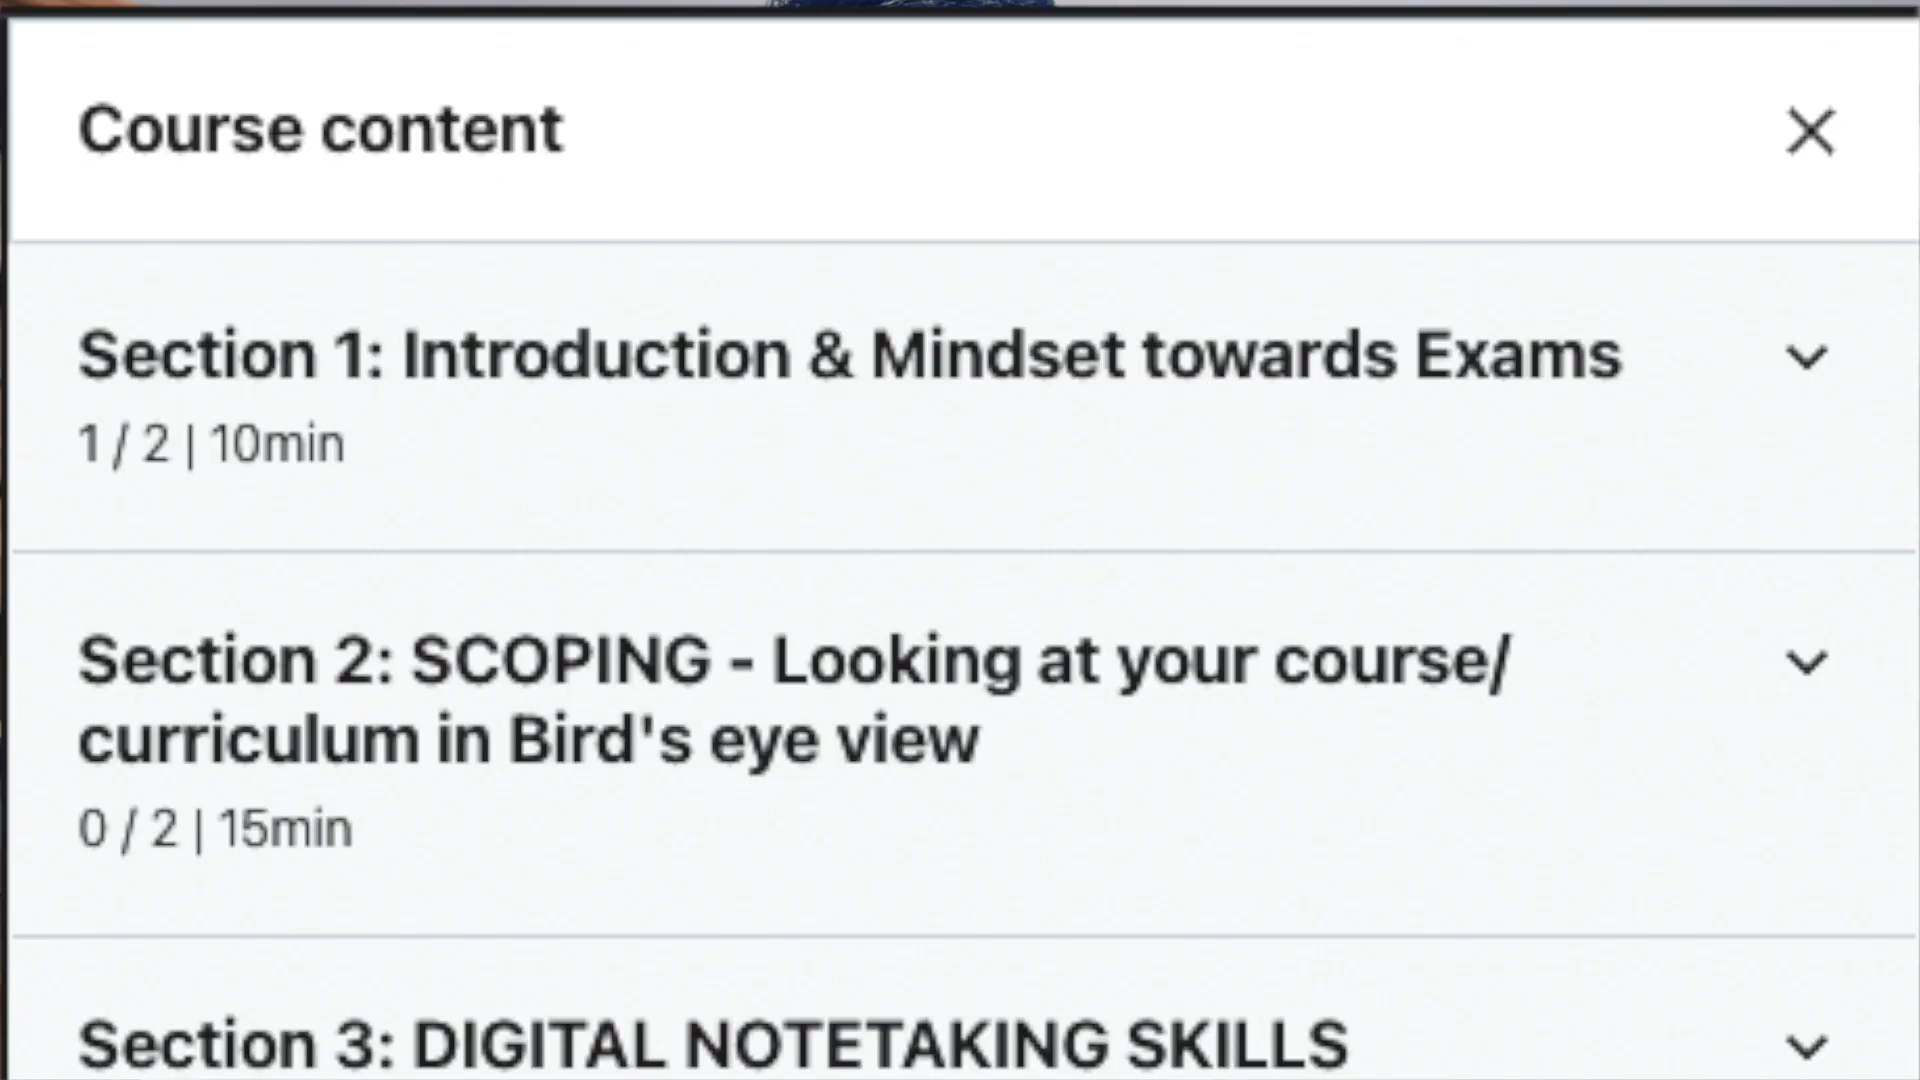 Course content
Section 1: Introduction & Mindset towards Exams
1 / 2 | 10min
Section 2: SCOPING - Looking at your course/
curriculum in Bird's eye view
0 / 2 | 15min
Section 3: DIGITAL NOTETAKING SKILLS